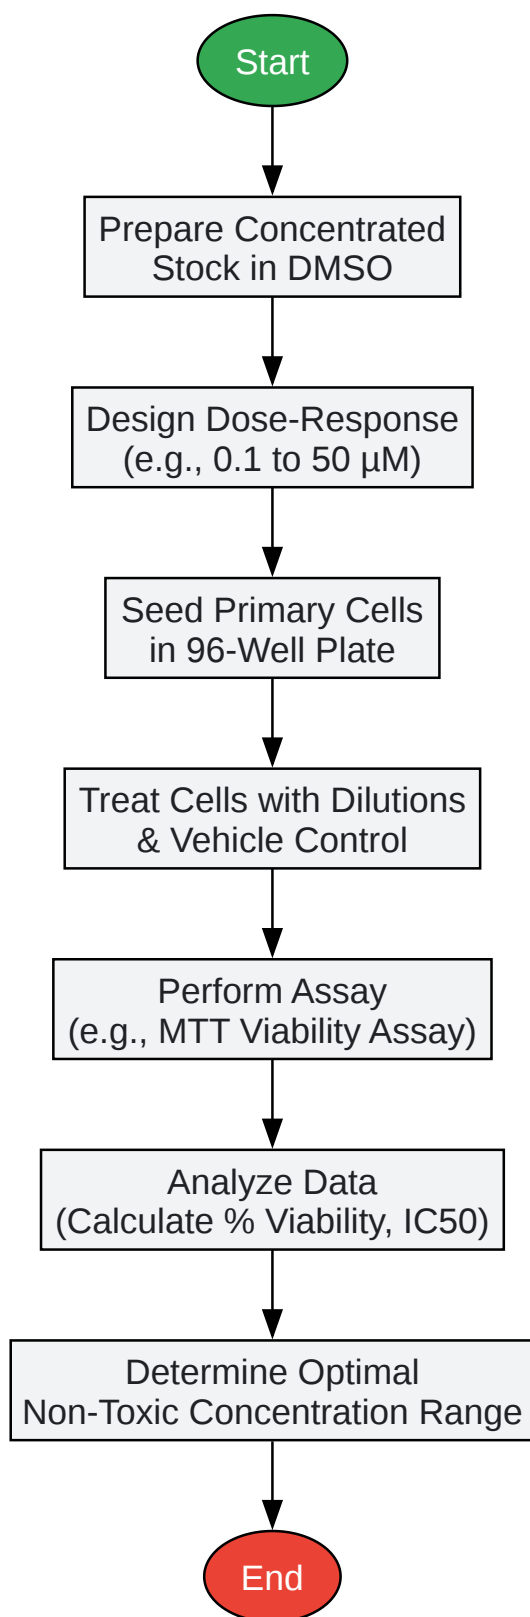 Start
Prepare Concentrated
Stock in DMSO
Design Dose-Response
(e.g., 0.1 to 50 µM)
Seed Primary Cells
in 96-Well Plate
Treat Cells with Dilutions
& Vehicle Control
Perform Assay
(e.g., MTT Viability Assay)
Analyze Data
(Calculate % Viability, IC50)
Determine Optimal
Non-Toxic Concentration Range
End